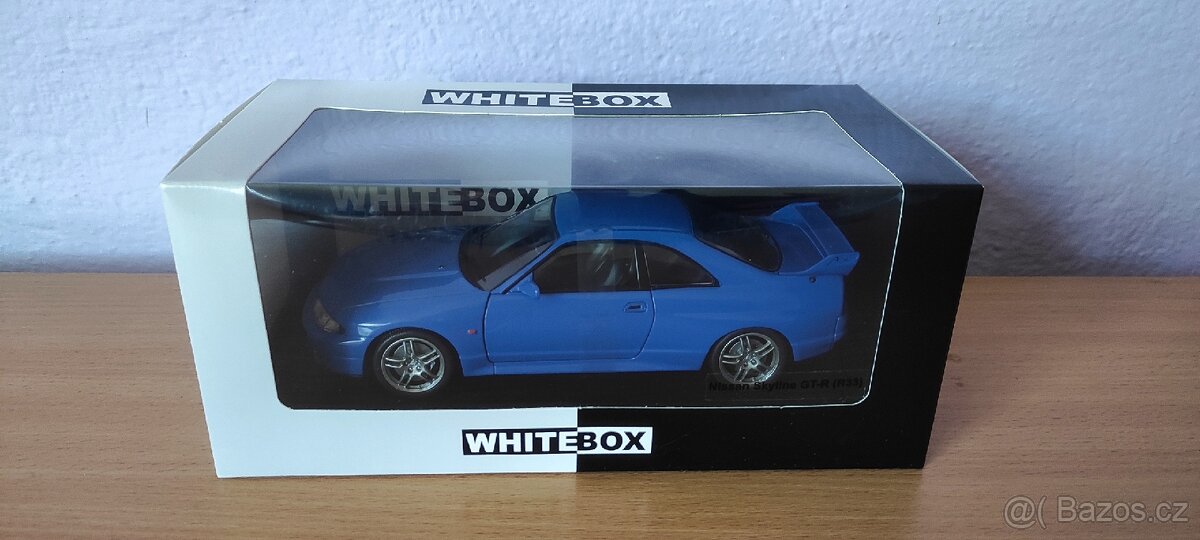 WHITEBOX
WHITEBOX
Nissan Skyline GT-R (R33)
WHITEBOX
@( Bazos.cz